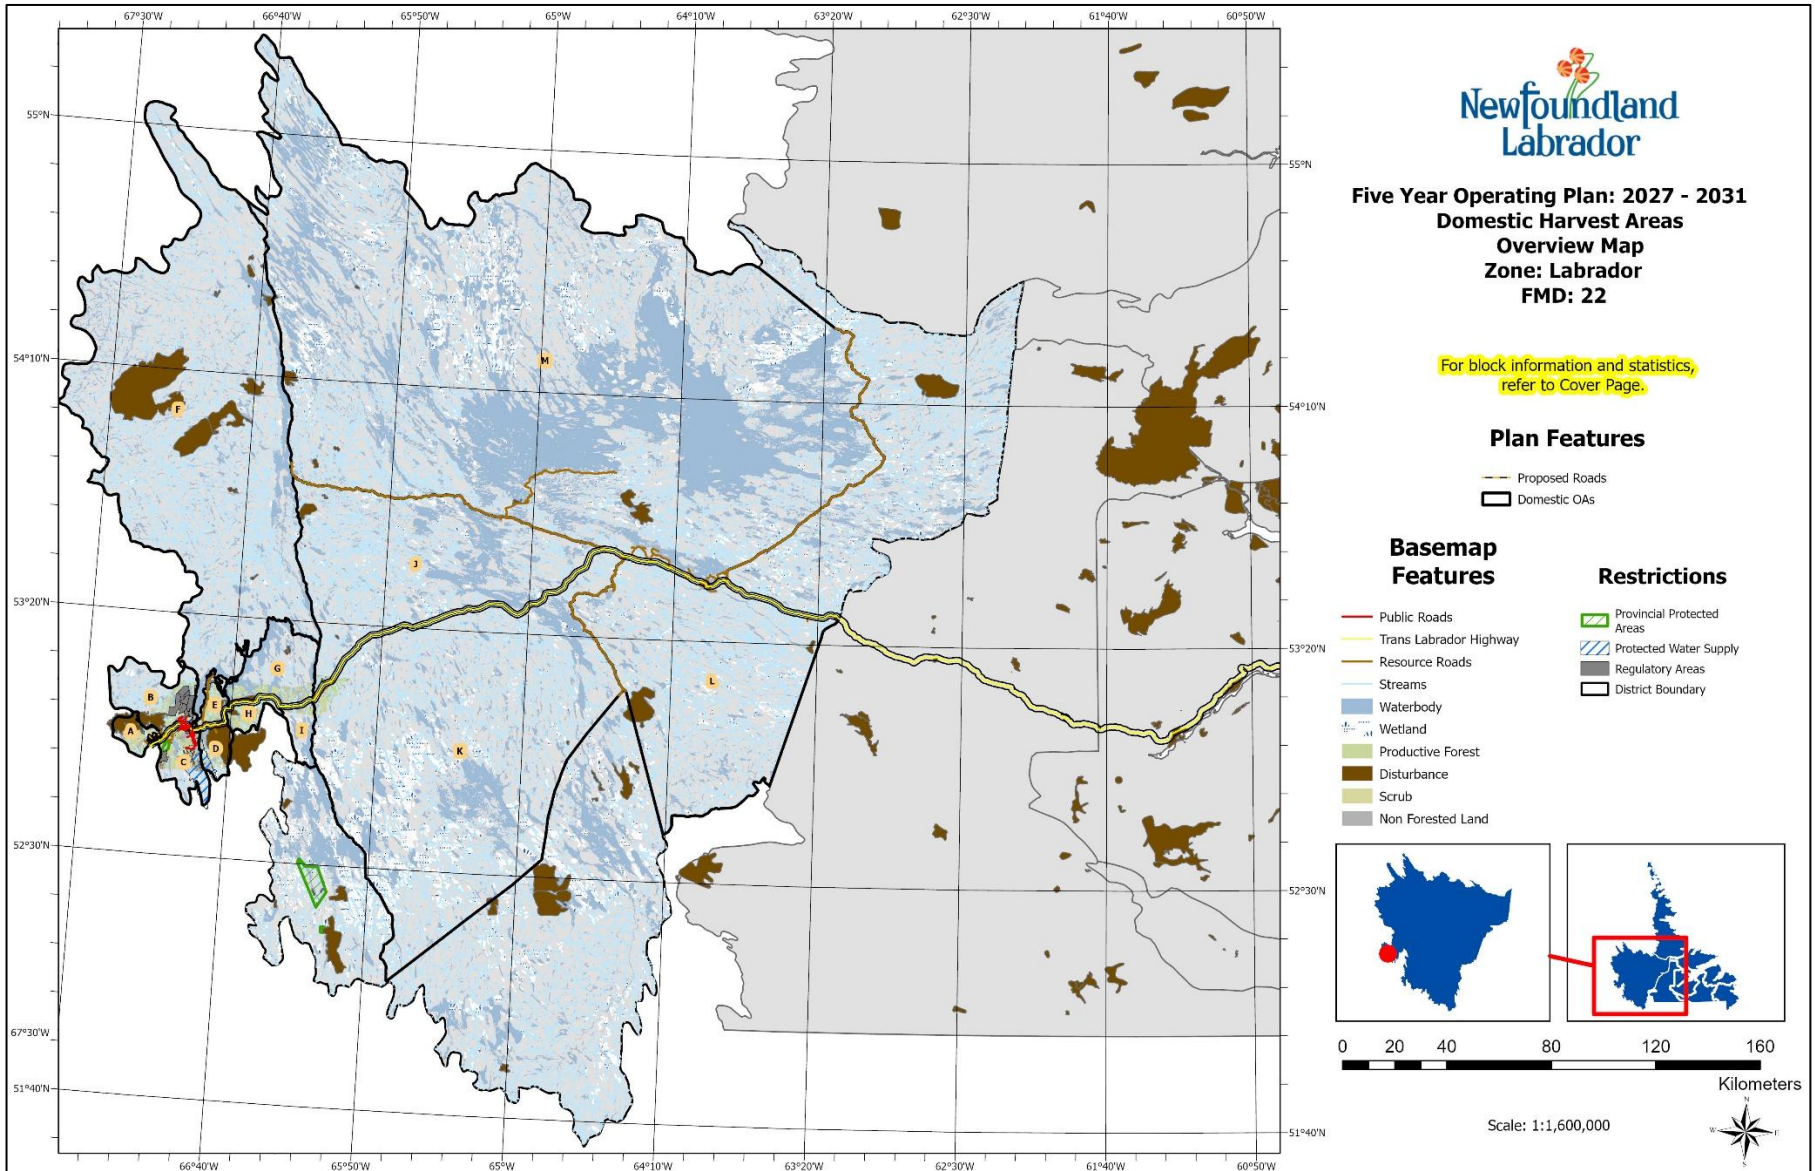 67°30'W 66°40'W 65°50'W 65°W 64°10'W 63°20'W 62°30'W 61°40'W 60°50'W
55°N
55°N
54°10'N
54°10'N
53°20'N
53°20'N
52°30'N
52°30'N
67°30'W
51°40'N
51°40'N
66°40'W 65°50'W 65°W 64°10'W 63°20'W 62°30'W 61°40'W 60°50'W
M
F
J
G
B
L
E
H
A
I
D
K
C
Newfoundland
Labrador
Five Year Operating Plan: 2027 - 2031
Domestic Harvest Areas
Overview Map
Zone: Labrador
FMD: 22
For block information and statistics,
refer to Cover Page.
Plan Features
Proposed Roads
Domestic OAs
Basemap
Features
Public Roads
Trans Labrador Highway
Resource Roads
Streams
Waterbody
Wetland
Productive Forest
Disturbance
Scrub
Non Forested Land
Restrictions
Provincial Protected
Areas
Protected Water Supply
Regulatory Areas
District Boundary
0 20 40 80 120 160
Kilometers
Scale: 1:1,600,000
N
W E
S